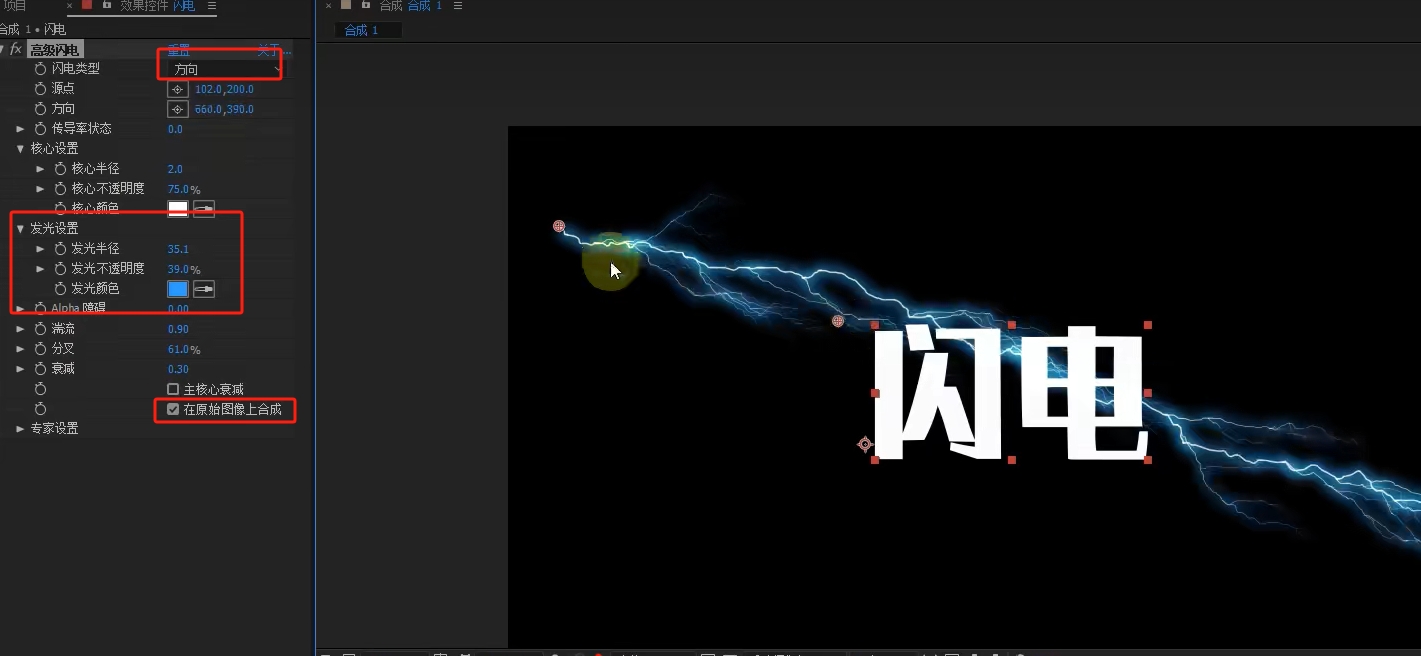 项目 效果控件 闪电
合成 合成 1
合成 1 • 闪电
合成 1
fx 高级闪电 重置 关于...
闪电类型 方向
源点 102.0,200.0
方向 660.0,390.0
传导率状态 0.0
核心设置
核心半径 2.0
核心不透明度 75.0%
核心颜色
发光设置
发光半径 35.1
发光不透明度 39.0%
发光颜色
Alpha 障碍 0.00
湍流 0.90
分叉 61.0%
衰减 0.30
主核心衰减
在原始图像上合成
专家设置
闪电